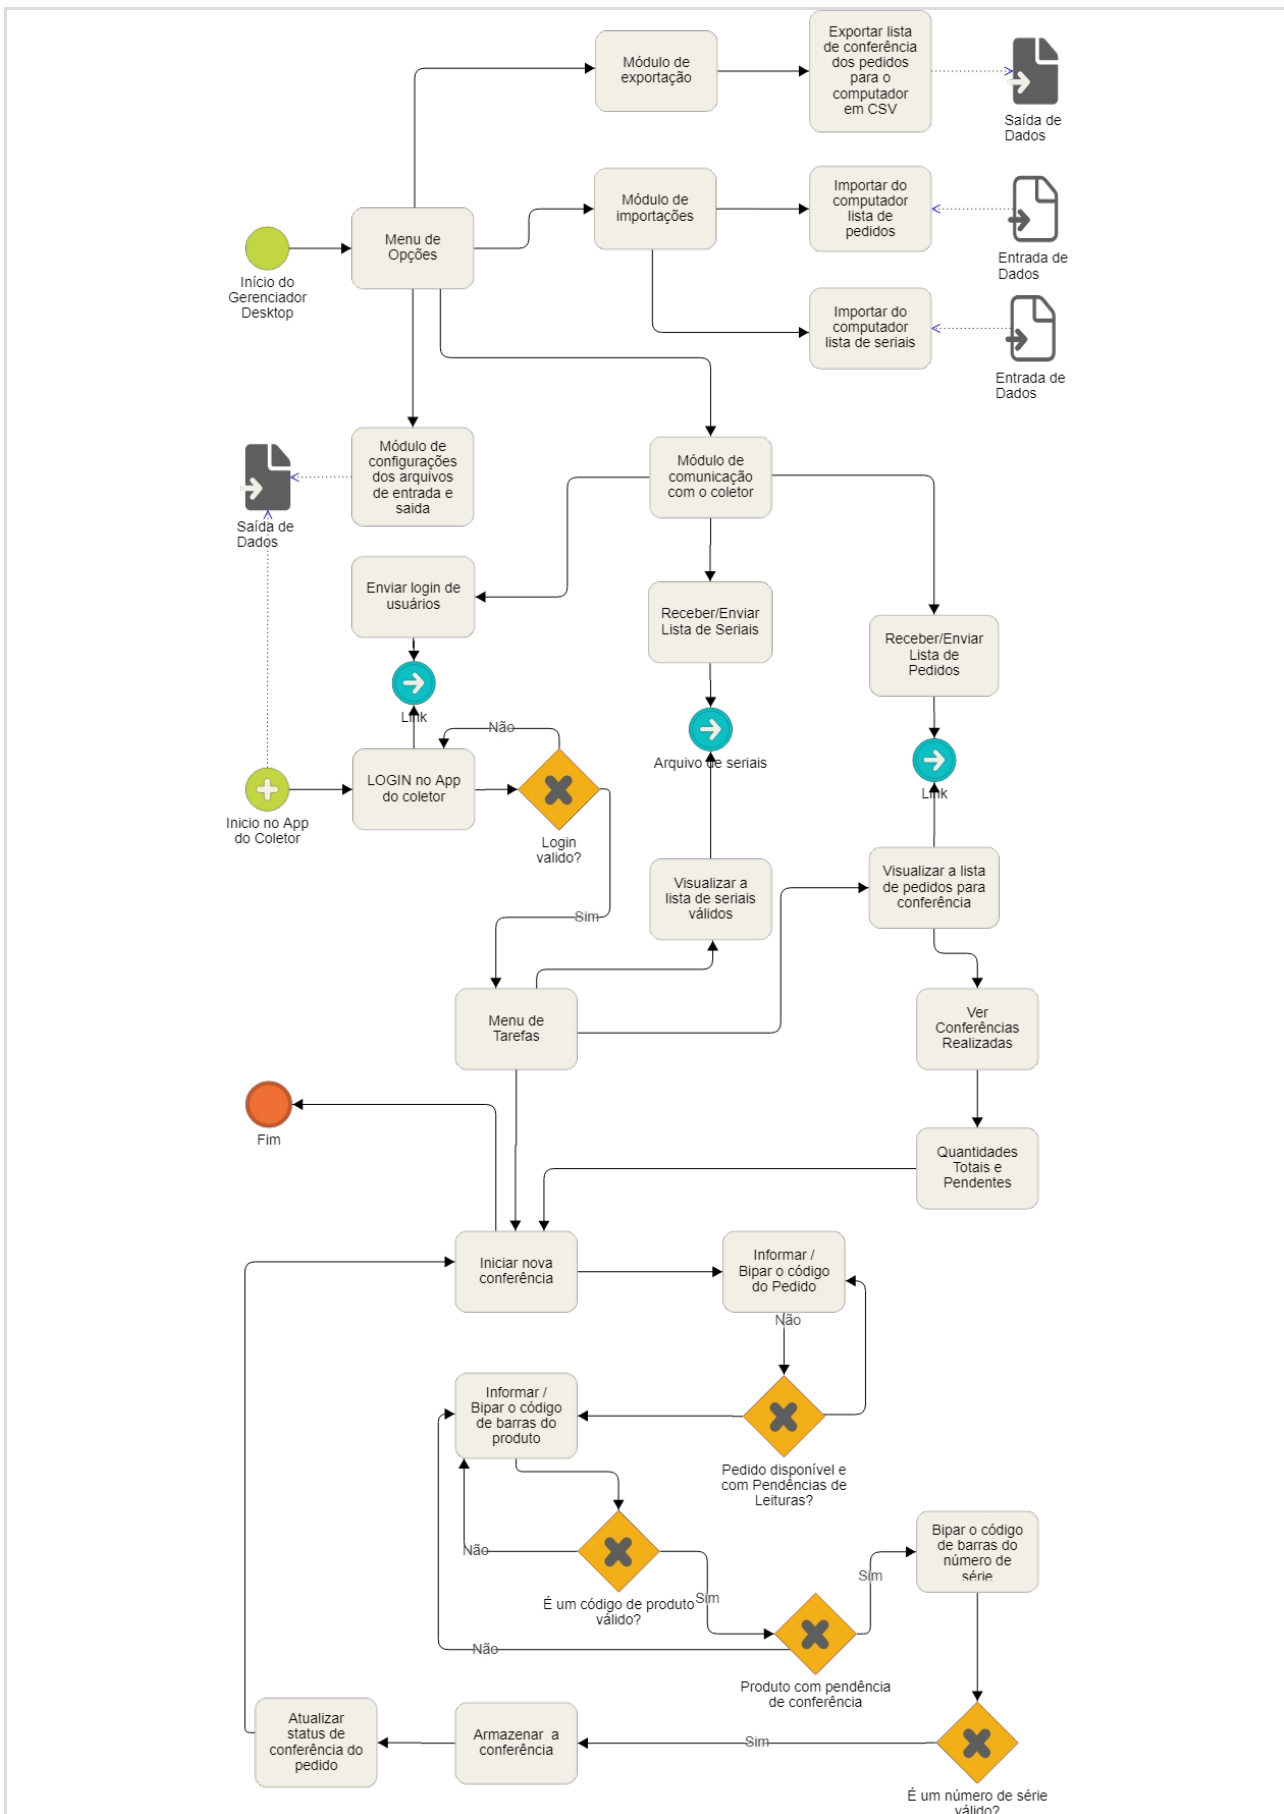 Módulo de
exportação
Exportar lista
de conferência
dos pedidos
para o
computador
em CSV
Saída de
Dados
Módulo de
importações
Importar do
computador
lista de
pedidos
Entrada de
Dados
Menu de
Opções
Início do
Gerenciador
Desktop
Importar do
computador
lista de seriais
Entrada de
Dados
Módulo de
configurações
dos arquivos
de entrada e
saida
Saída de
Dados
Módulo de
comunicação
com o coletor
Enviar login de
usuários
Receber/Enviar
Lista de Seriais
Receber/Enviar
Lista de
Pedidos
Link
Arquivo de seriais
Link
Não
LOGIN no App
do coletor
Inicio no App
do Coletor
Login
valido?
Sim
Visualizar a
lista de seriais
válidos
Visualizar a lista
de pedidos para
conferência
Menu de
Tarefas
Ver
Conferências
Realizadas
Fim
Quantidades
Totais e
Pendentes
Iniciar nova
conferência
Informar /
Bipar o código
do Pedido
Não
Informar /
Bipar o código
de barras do
produto
Pedido disponível e
com Pendências de
Leituras?
Não
É um código de produto
válido?
Sim
Bipar o código
de barras do
número de
série
Sim
Não
Produto com pendência
de conferência
Atualizar
status de
conferência do
pedido
Armazenar a
conferência
Sim
É um número de série
válido?